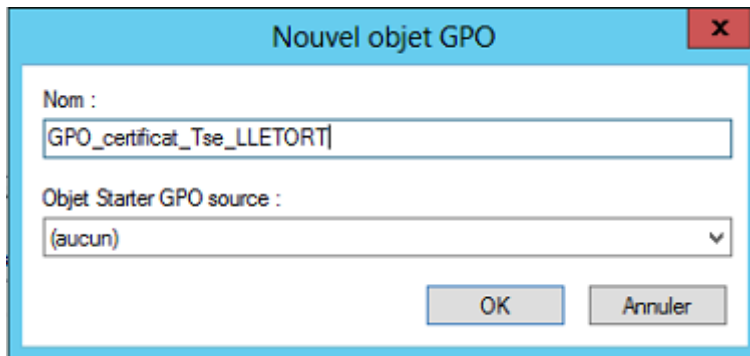 Nouvel objet GPO
Nom :
GPO_certificat_Tse_LLETORT
Objet Starter GPO source :
(aucun)
OK Annuler